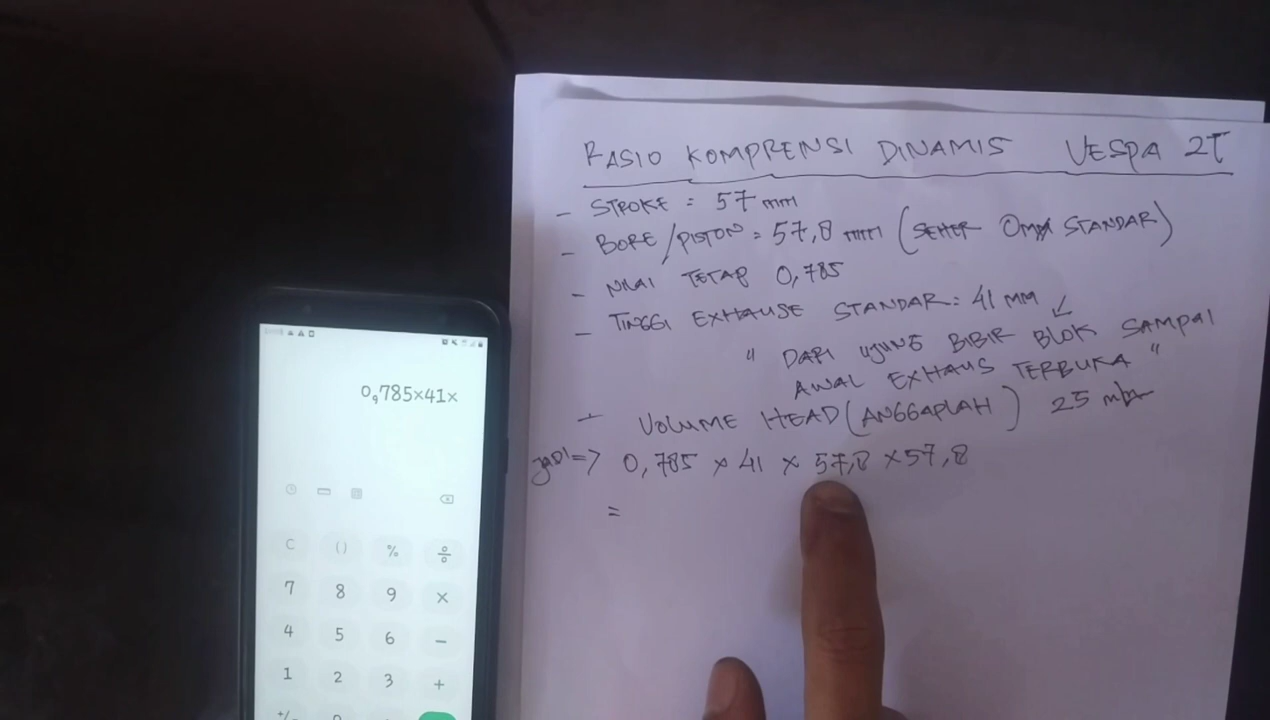 RASIO KOMPRENSI DINAMIS VESPA 2T
- STROKE = 57 mm
- BORE/PISTON = 57,8 mm (SEHER STANDAR)
- NILAI TETAP 0,785
- TINGGI EXHAUSE STANDAR: 41 MM
" DARI UJUNG BIBIR BLOK SAMPAI
AWAL EXHAUS TERBUKA "
- VOLUME HEAD (ANGGAPLAH) 25
JADI => 0,785 x 41 x 57,8 x 57,8
=
0,785×41×
C () % ÷
7 8 9 ×
4 5 6 −
1 2 3 +
+/−